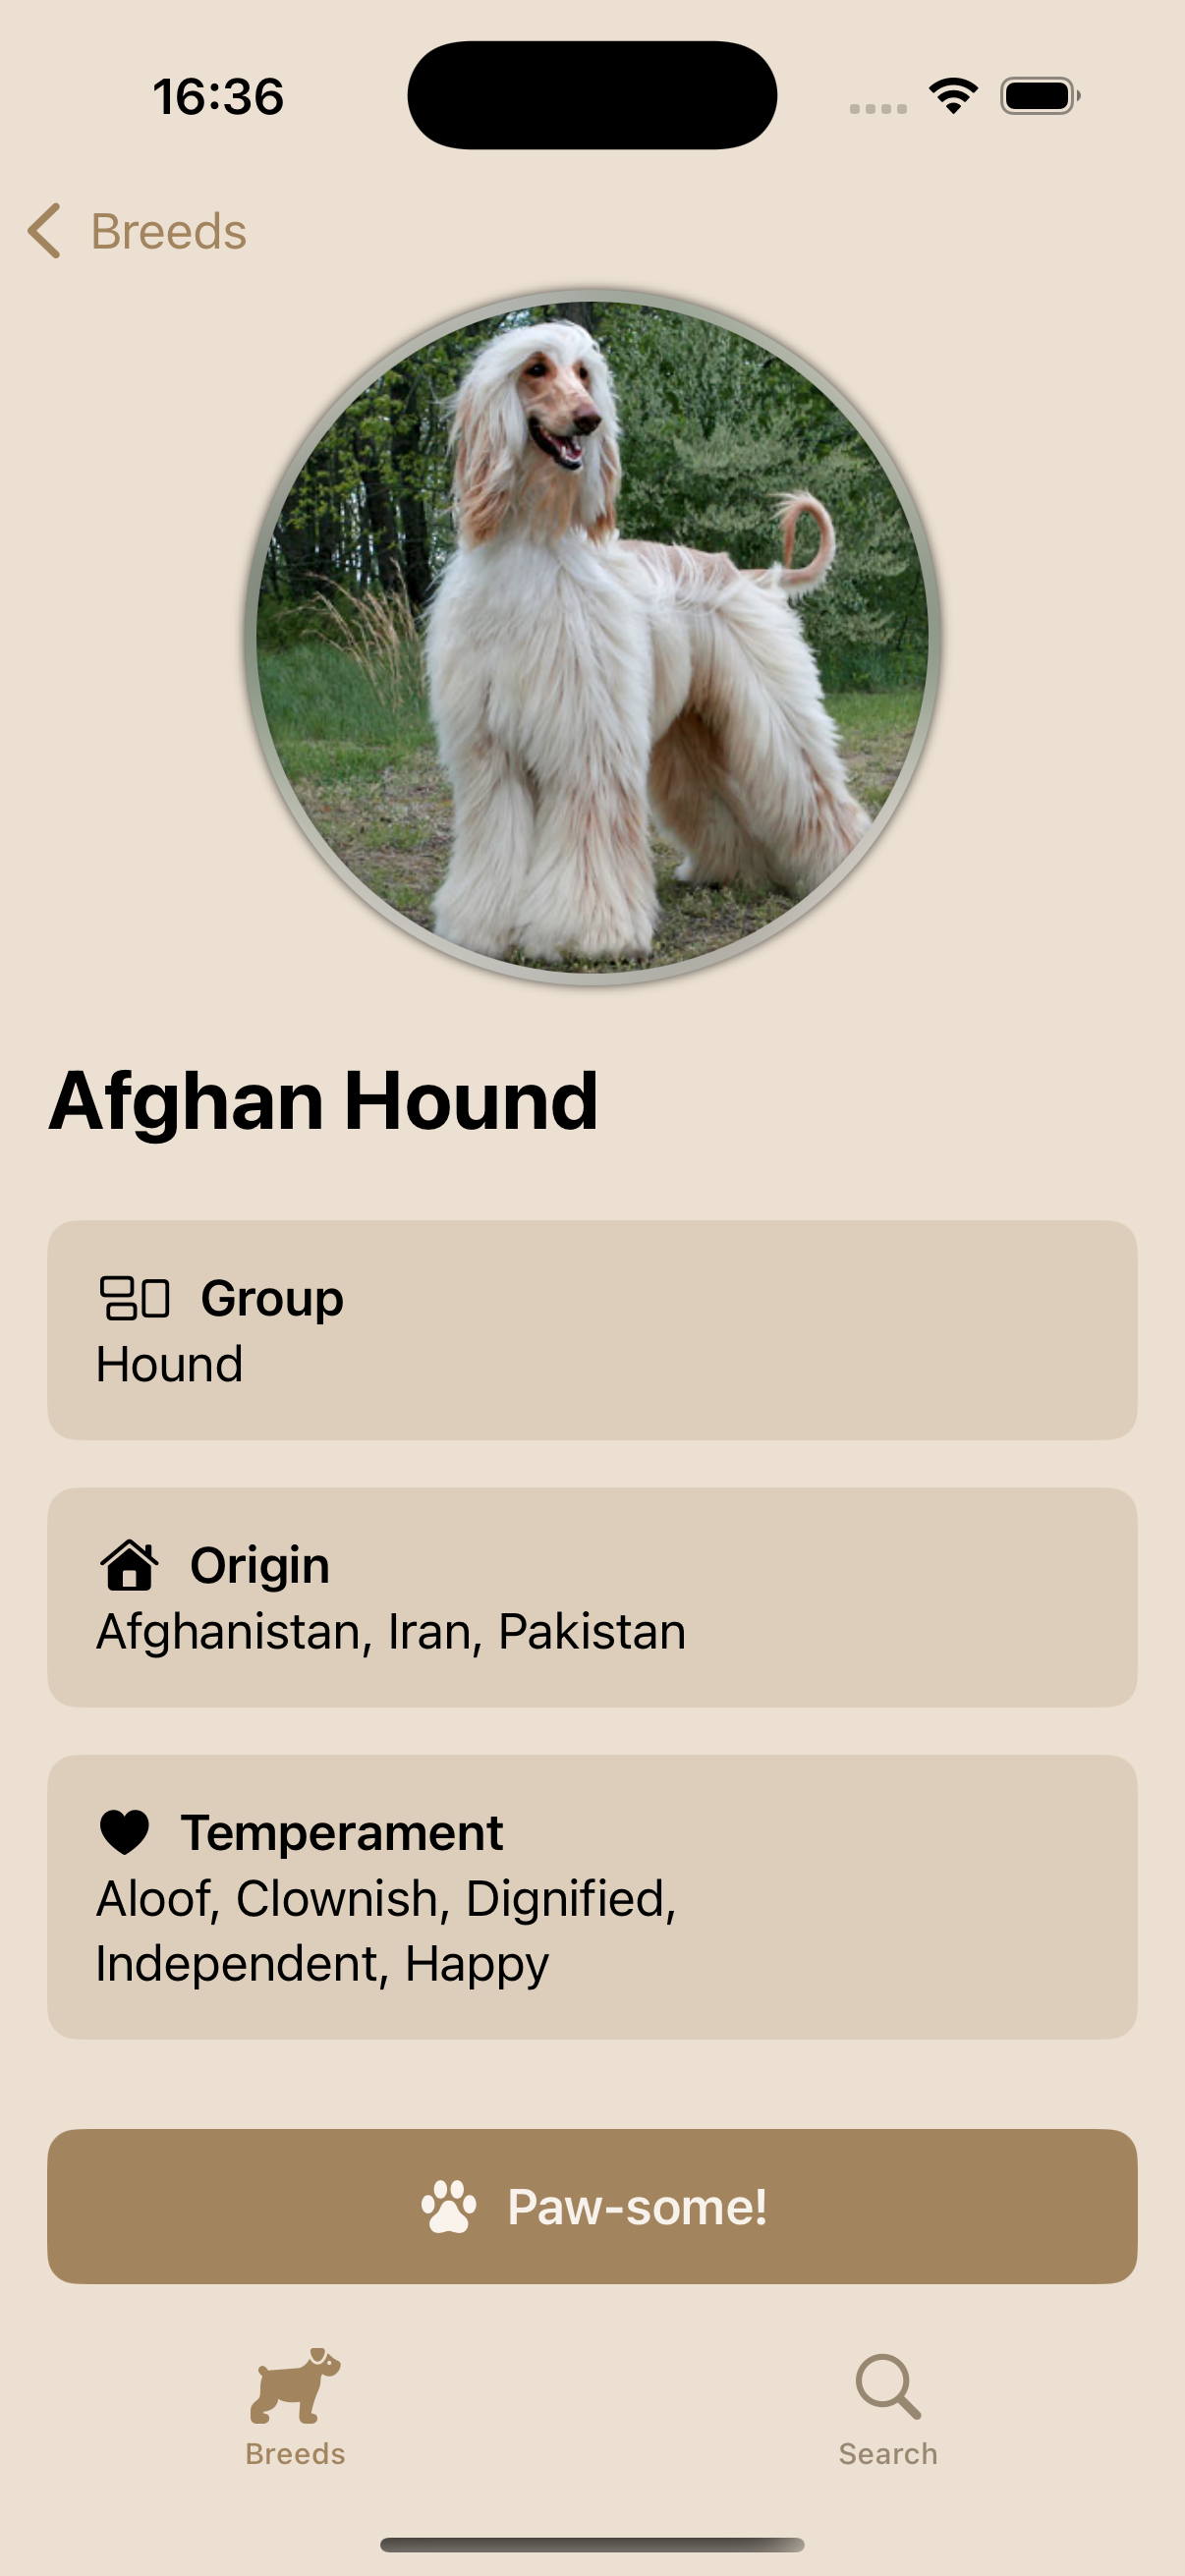 16:36
Breeds
Afghan Hound
Group
Hound
Origin
Afghanistan, Iran, Pakistan
Temperament
Aloof, Clownish, Dignified,
Independent, Happy
Paw-some!
Breeds
Search